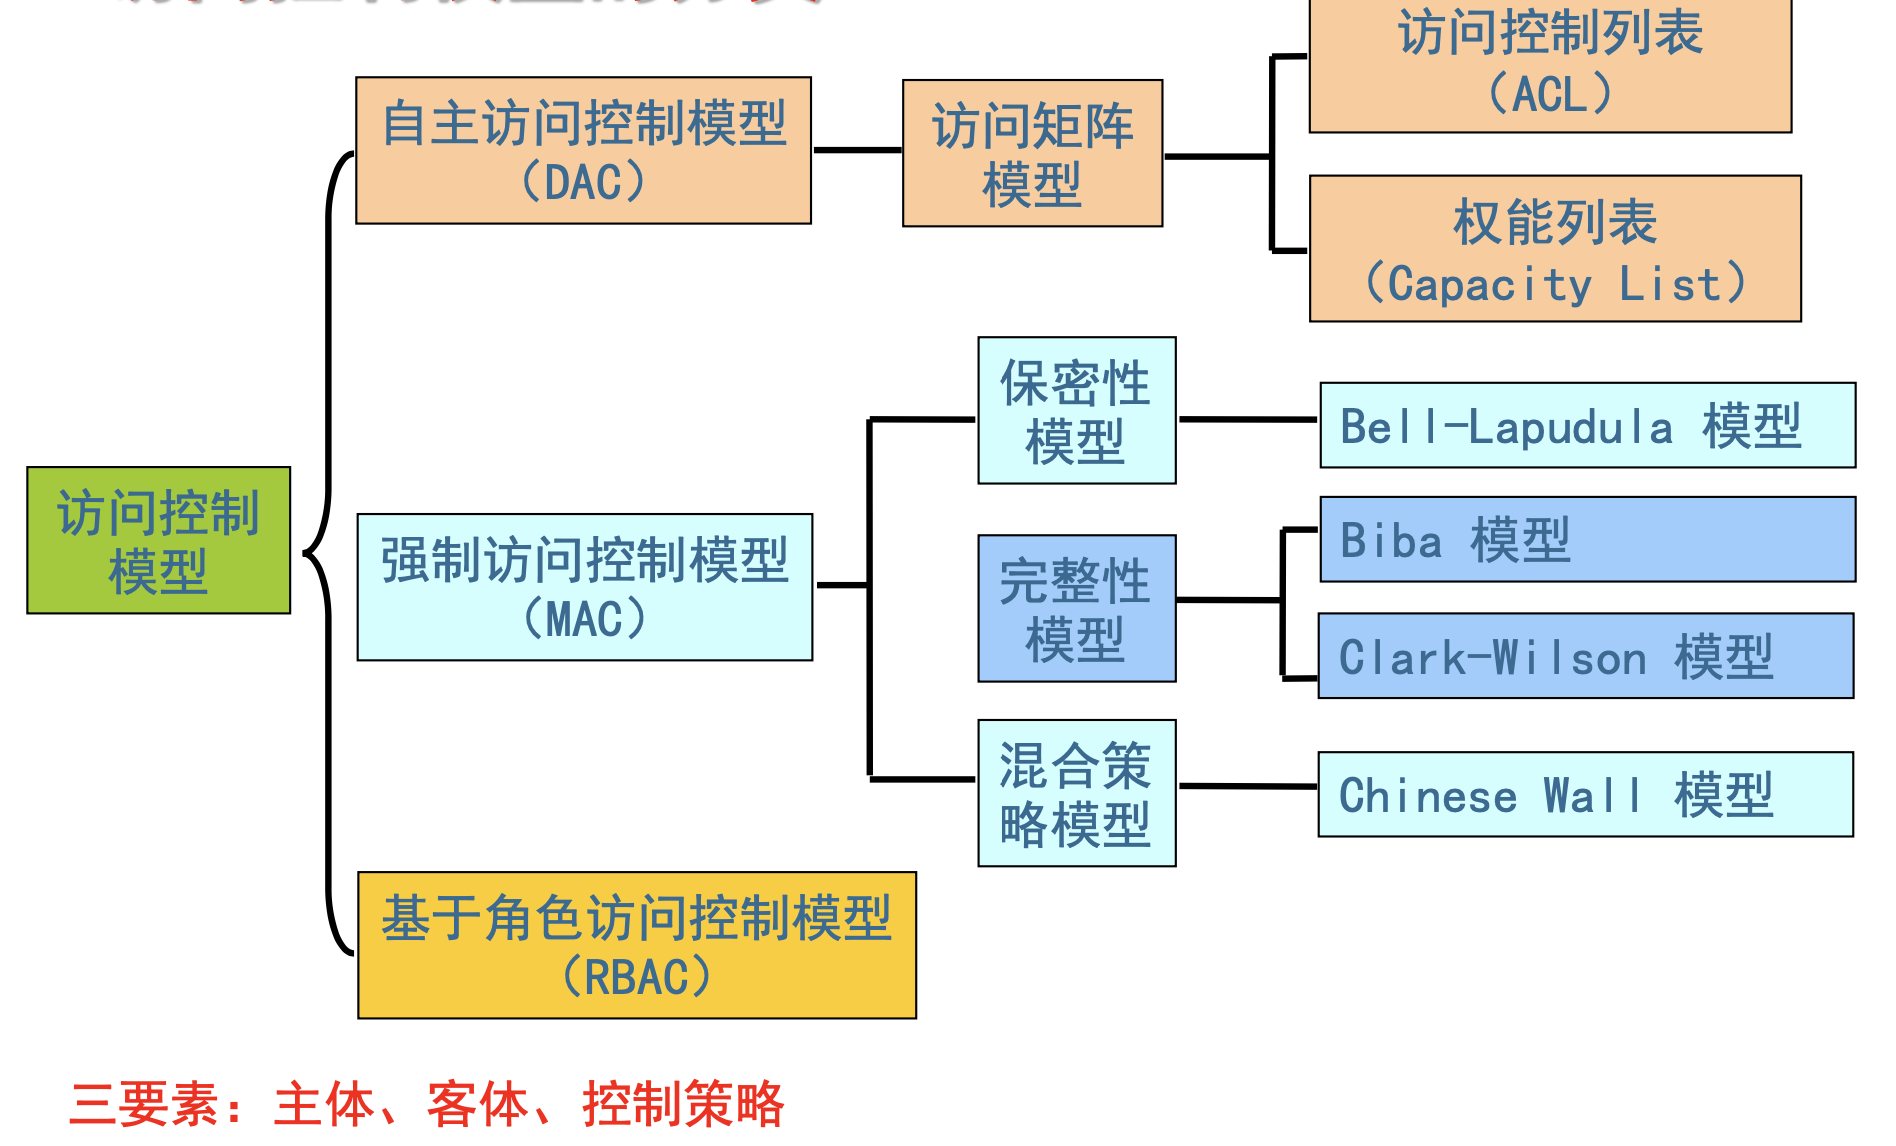 访问控制列表
（ACL）
自主访问控制模型
（DAC）
访问矩阵
模型
权能列表
（Capacity List）
保密性
模型
Bell-Lapudula 模型
访问控制
模型
强制访问控制模型
（MAC）
完整性
模型
Biba 模型
Clark-Wilson 模型
混合策
略模型
Chinese Wall 模型
基于角色访问控制模型
（RBAC）
三要素：主体、客体、控制策略